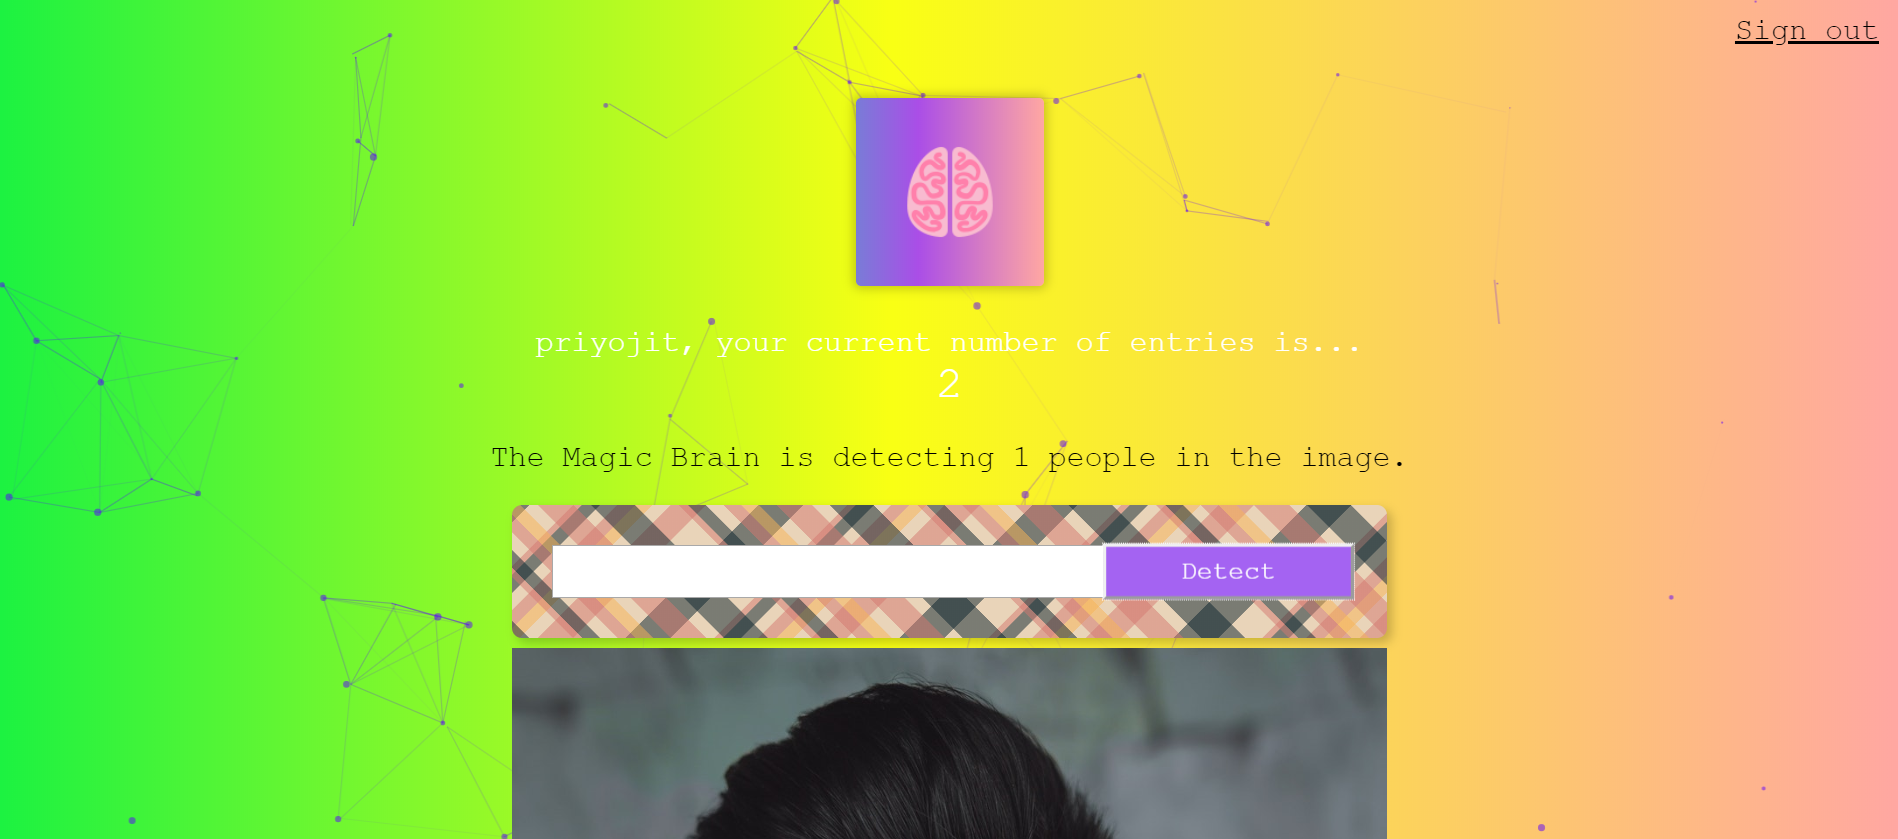 Sign out
priyojit, your current number of entries is...
2
The Magic Brain is detecting 1 people in the image.
Detect